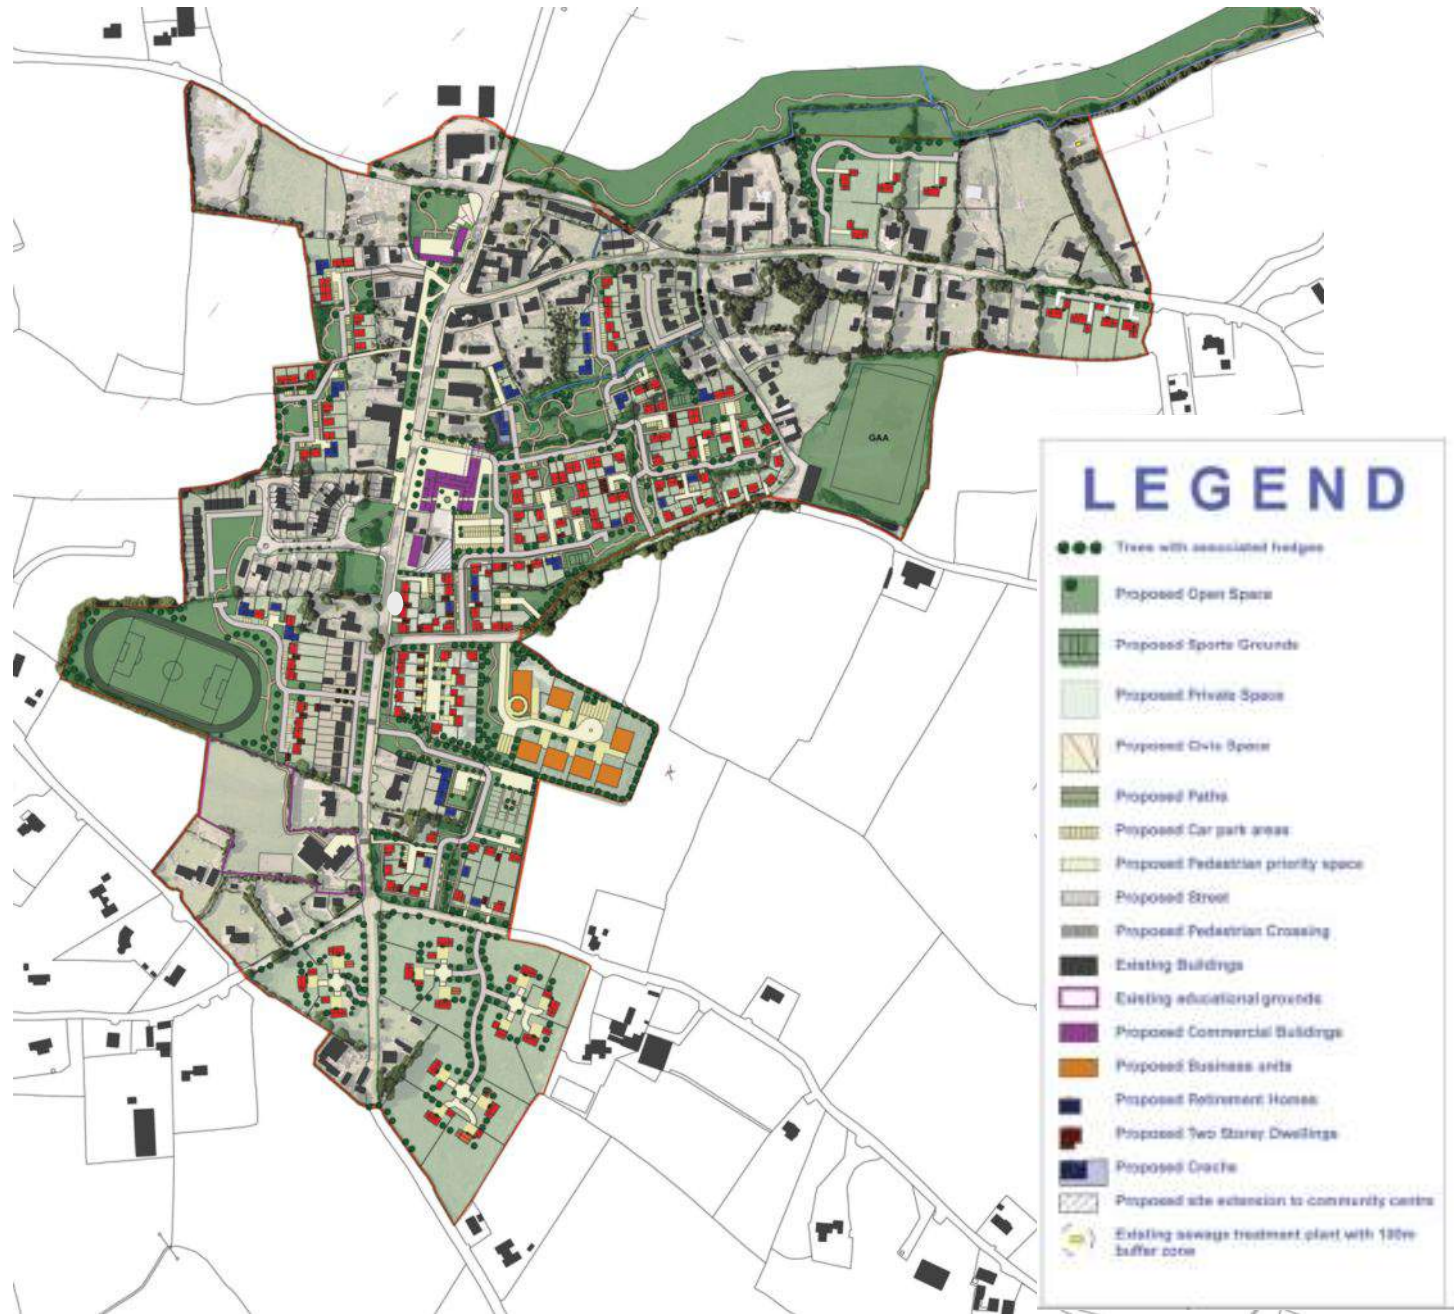 GAA
LEGEND
Trees with associated hedges
Proposed Open Space
Proposed Sports Grounds
Proposed Private Space
Proposed Civic Space
Proposed Paths
Proposed Car park areas
Proposed Pedestrian priority space
Proposed Street
Proposed Pedestrian Crossing
Existing Buildings
Existing educational grounds
Proposed Commercial Buildings
Proposed Business units
Proposed Retirement Homes
Proposed Two Storey Dwellings
Proposed Creche
Proposed site extension to community centre
Existing sewage treatment plant with 100m
buffer zone